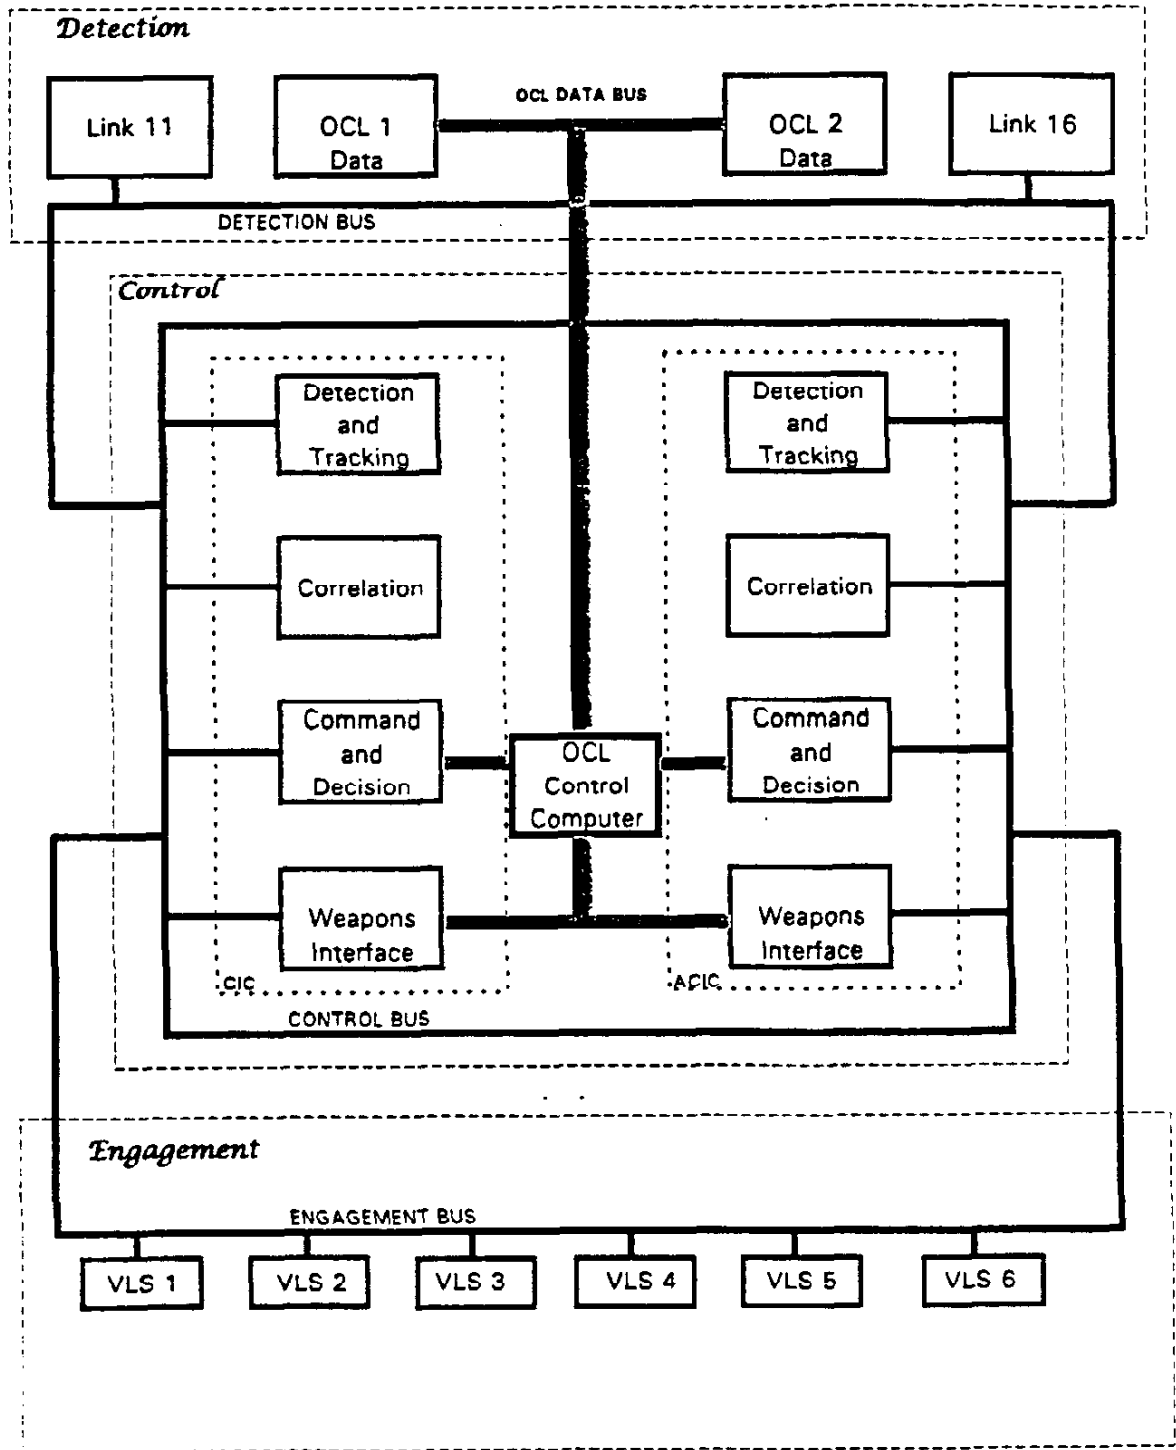 Detection
Link 11
OCL 1
Data
OCL DATA BUS
OCL 2
Data
Link 16
DETECTION BUS
Control
Detection
and
Tracking
Detection
and
Tracking
Correlation
Correlation
Command
and
Decision
OCL
Control
Computer
Command
and
Decision
Weapons
Interface
Weapons
Interface
CIC
ACIC
CONTROL BUS
Engagement
ENGAGEMENT BUS
VLS 1
VLS 2
VLS 3
VLS 4
VLS 5
VLS 6